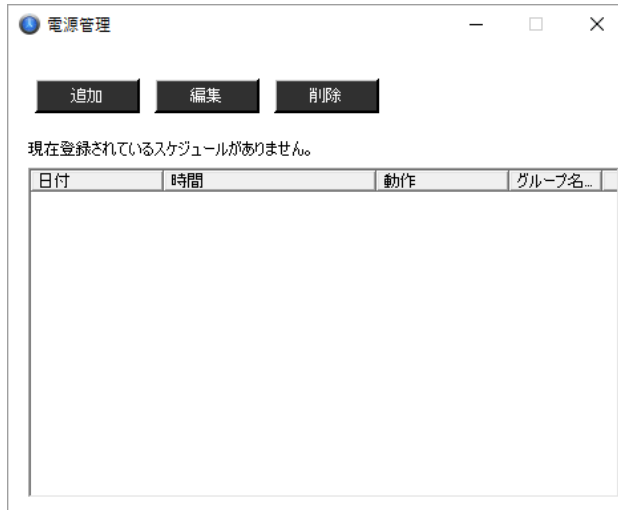 電源管理
追加 編集 削除
現在登録されているスケジュールがありません。
日付 時間 動作 グループ名...